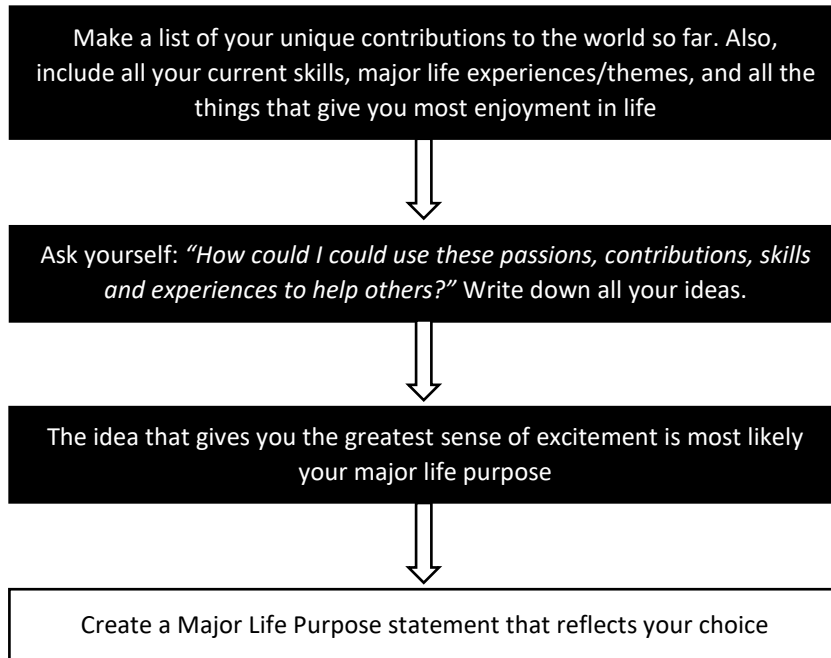 Make a list of your unique contributions to the world so far. Also,
include all your current skills, major life experiences/themes, and all the
things that give you most enjoyment in life
Ask yourself: “How could I could use these passions, contributions, skills
and experiences to help others?” Write down all your ideas.
The idea that gives you the greatest sense of excitement is most likely
your major life purpose
Create a Major Life Purpose statement that reflects your choice